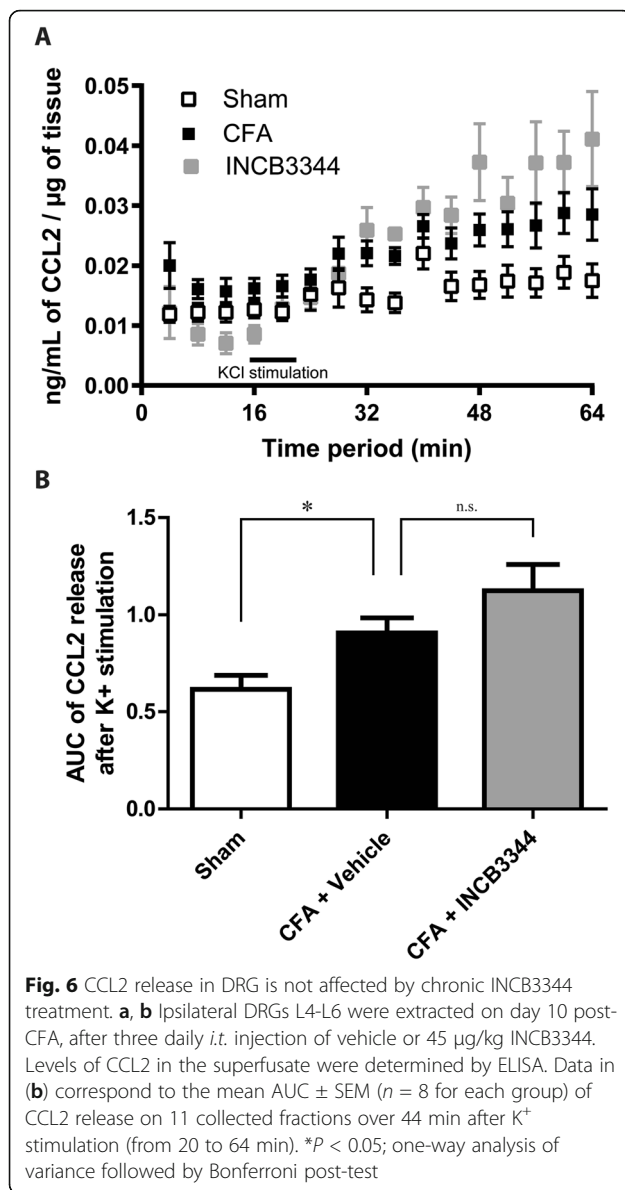 A
0.05
0.04
0.03
0.02
0.01
0.00
ng/mL of CCL2 / µg of tissue
Sham
CFA
INCB3344
KCl stimulation
0
16
32
48
64
Time period (min)
B
1.5
1.0
0.5
0.0
AUC of CCL2 release
after K+ stimulation
*
n.s.
Sham
CFA + Vehicle
CFA + INCB3344
Fig. 6 CCL2 release in DRG is not affected by chronic INCB3344
treatment. a, b Ipsilateral DRGs L4-L6 were extracted on day 10 post-
CFA, after three daily i.t. injection of vehicle or 45 µg/kg INCB3344.
Levels of CCL2 in the superfusate were determined by ELISA. Data in
(b) correspond to the mean AUC ± SEM (n = 8 for each group) of
CCL2 release on 11 collected fractions over 44 min after K⁺
stimulation (from 20 to 64 min). *P < 0.05; one-way analysis of
variance followed by Bonferroni post-test